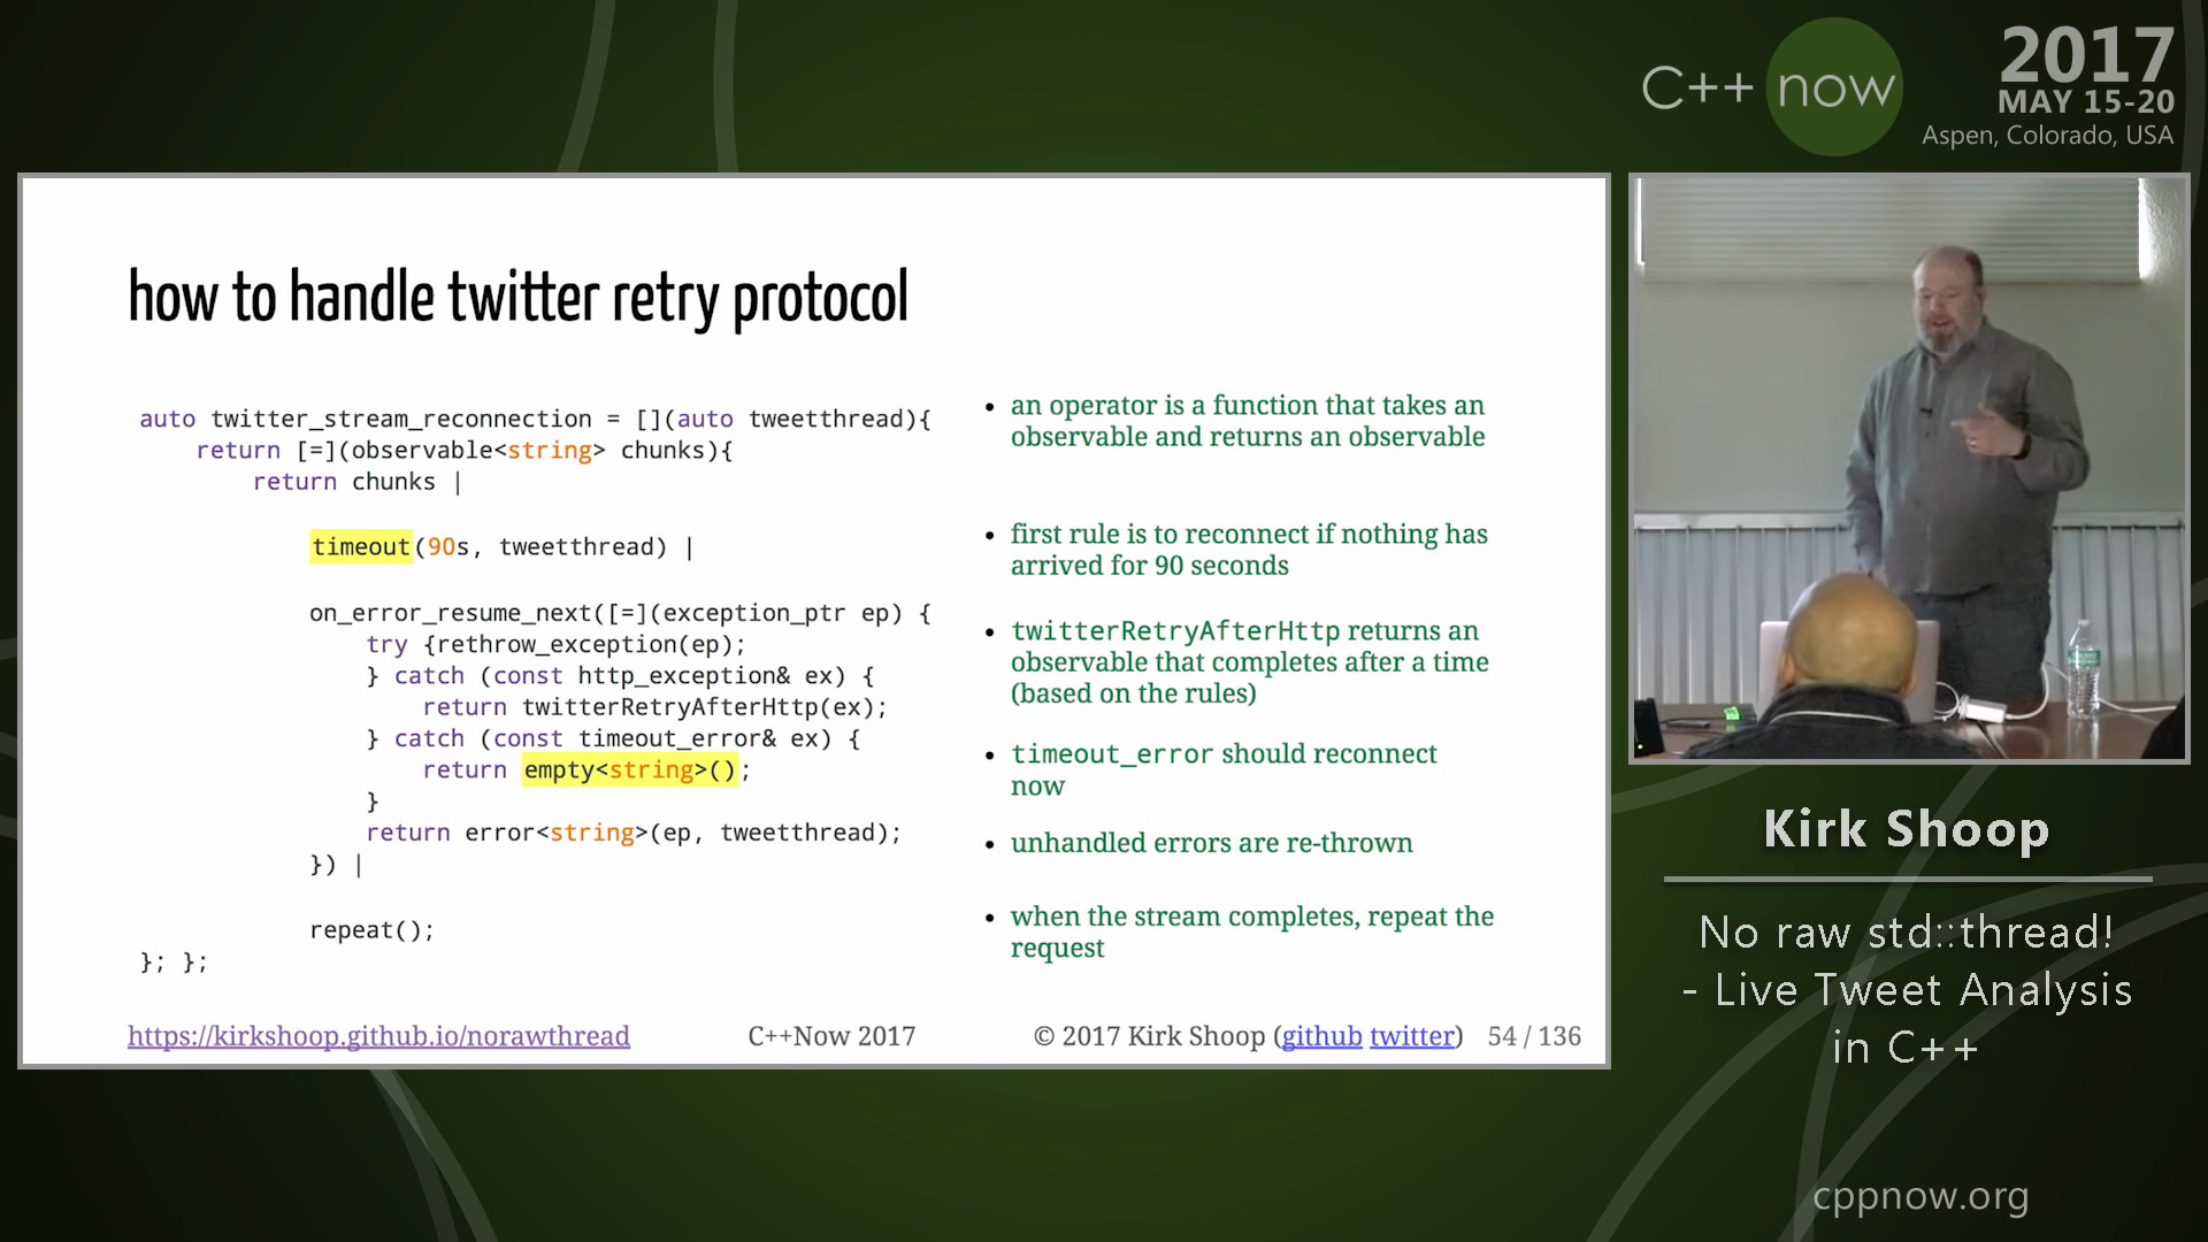 C++ now
2017
MAY 15-20
Aspen, Colorado, USA
how to handle twitter retry protocol
auto twitter_stream_reconnection = [](auto tweetthread){
return [=](observable<string> chunks){
return chunks |
timeout(90s, tweetthread) |
on_error_resume_next([=](exception_ptr ep) {
try {rethrow_exception(ep);
} catch (const http_exception& ex) {
return twitterRetryAfterHttp(ex);
} catch (const timeout_error& ex) {
return empty<string>();
}
return error<string>(ep, tweetthread);
}) |
repeat();
}; };
• an operator is a function that takes an
observable and returns an observable
• first rule is to reconnect if nothing has
arrived for 90 seconds
• twitterRetryAfterHttp returns an
observable that completes after a time
(based on the rules)
• timeout_error should reconnect
now
• unhandled errors are re-thrown
• when the stream completes, repeat the
request
https://kirkshoop.github.io/norawthread C++Now 2017 © 2017 Kirk Shoop (github twitter) 54 / 136
Kirk Shoop
No raw std::thread!
- Live Tweet Analysis
in C++
cppnow.org